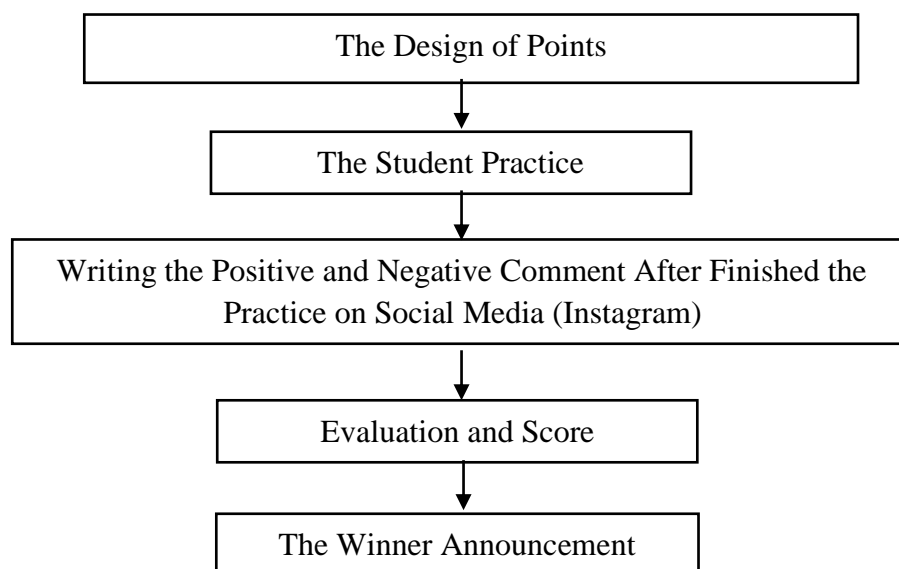 The Design of Points
The Student Practice
Writing the Positive and Negative Comment After Finished the
Practice on Social Media (Instagram)
Evaluation and Score
The Winner Announcement